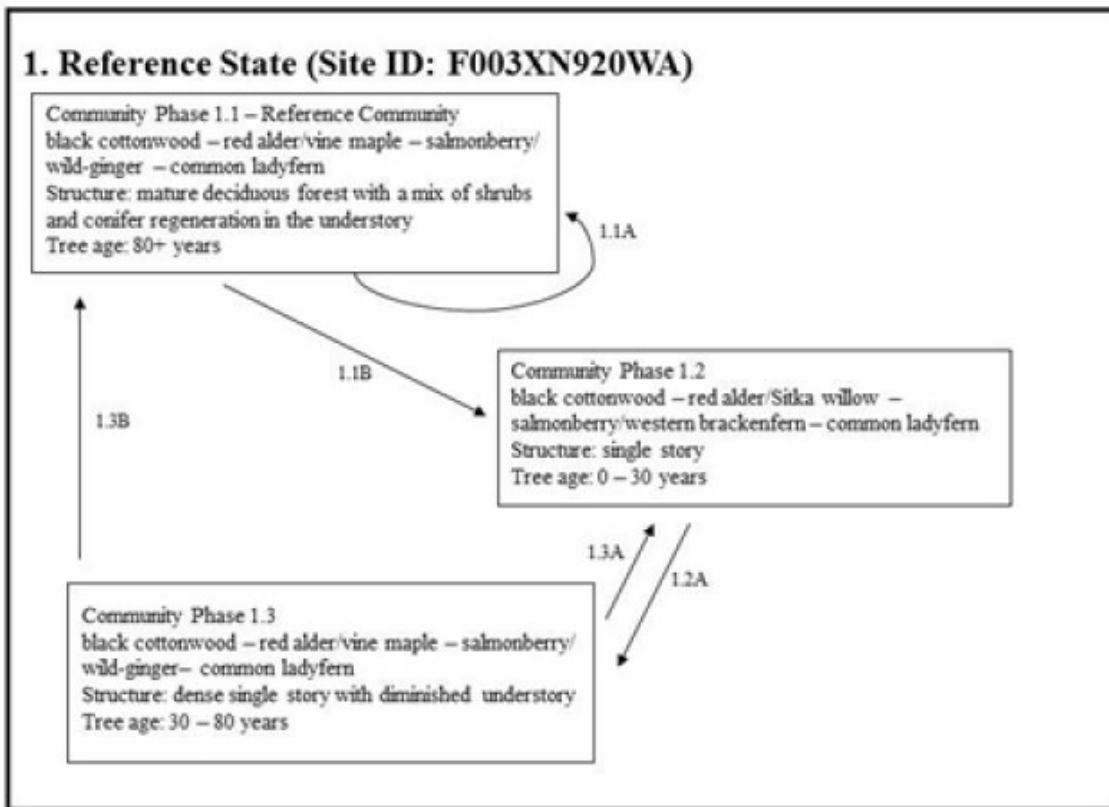 1. Reference State (Site ID: F003XN920WA)
Community Phase 1.1 – Reference Community
black cottonwood – red alder/vine maple – salmonberry/
wild-ginger – common ladyfern
Structure: mature deciduous forest with a mix of shrubs
and conifer regeneration in the understory
Tree age: 80+ years
1.1A
1.1B
1.3B
Community Phase 1.2
black cottonwood – red alder/Sitka willow –
salmonberry/western brackenfern – common ladyfern
Structure: single story
Tree age: 0 – 30 years
1.3A
1.2A
Community Phase 1.3
black cottonwood – red alder/vine maple – salmonberry/
wild-ginger– common ladyfern
Structure: dense single story with diminished understory
Tree age: 30 – 80 years